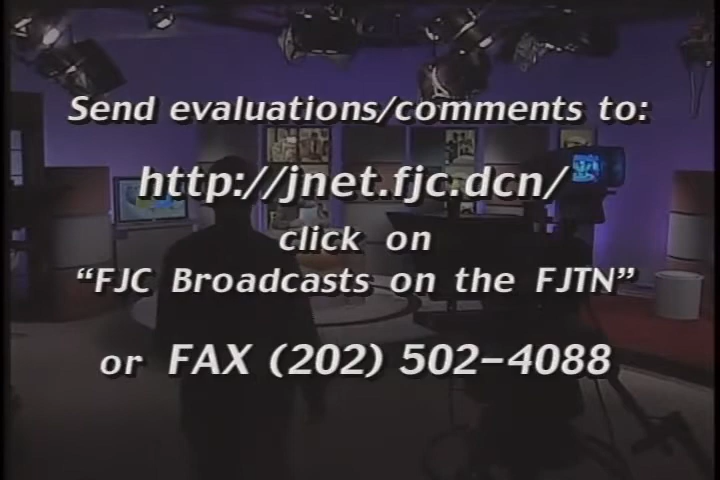 Send evaluations/comments to:
http://jnet.fjc.dcn/
click on
“FJC Broadcasts on the FJTN”
or FAX (202) 502-4088